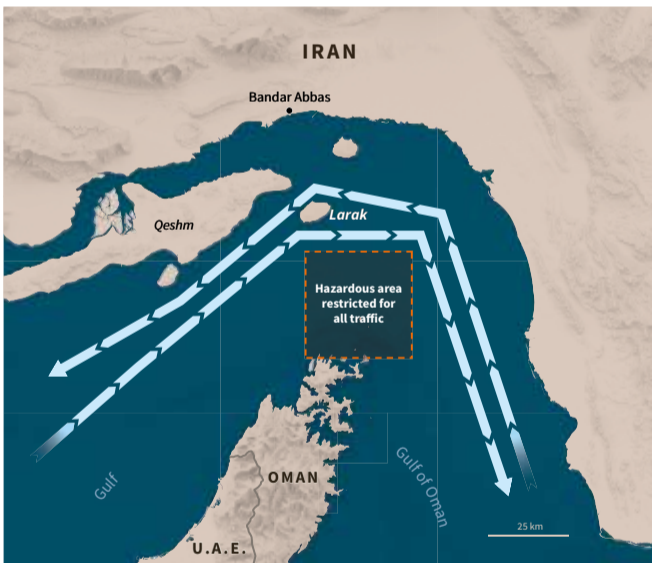 IRAN
Bandar Abbas
Larak
Qeshm
Hazardous area
restricted for
all traffic
OMAN
Gulf
Gulf of Oman
25 km
U.A.E.